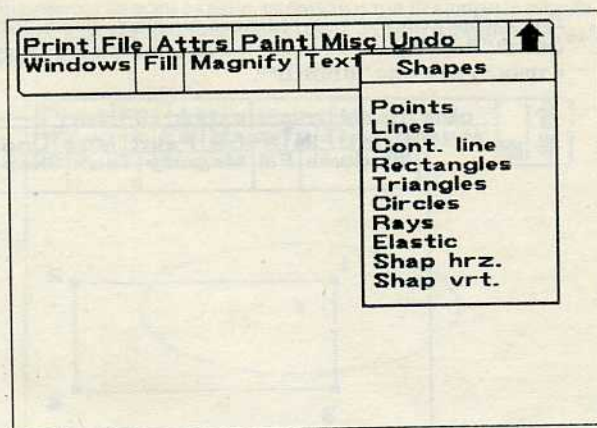 Print File Attrs Paint Misc Undo
Windows Fill Magnify Text
Shapes
Points
Lines
Cont. line
Rectangles
Triangles
Circles
Rays
Elastic
Shap hrz.
Shap vrt.